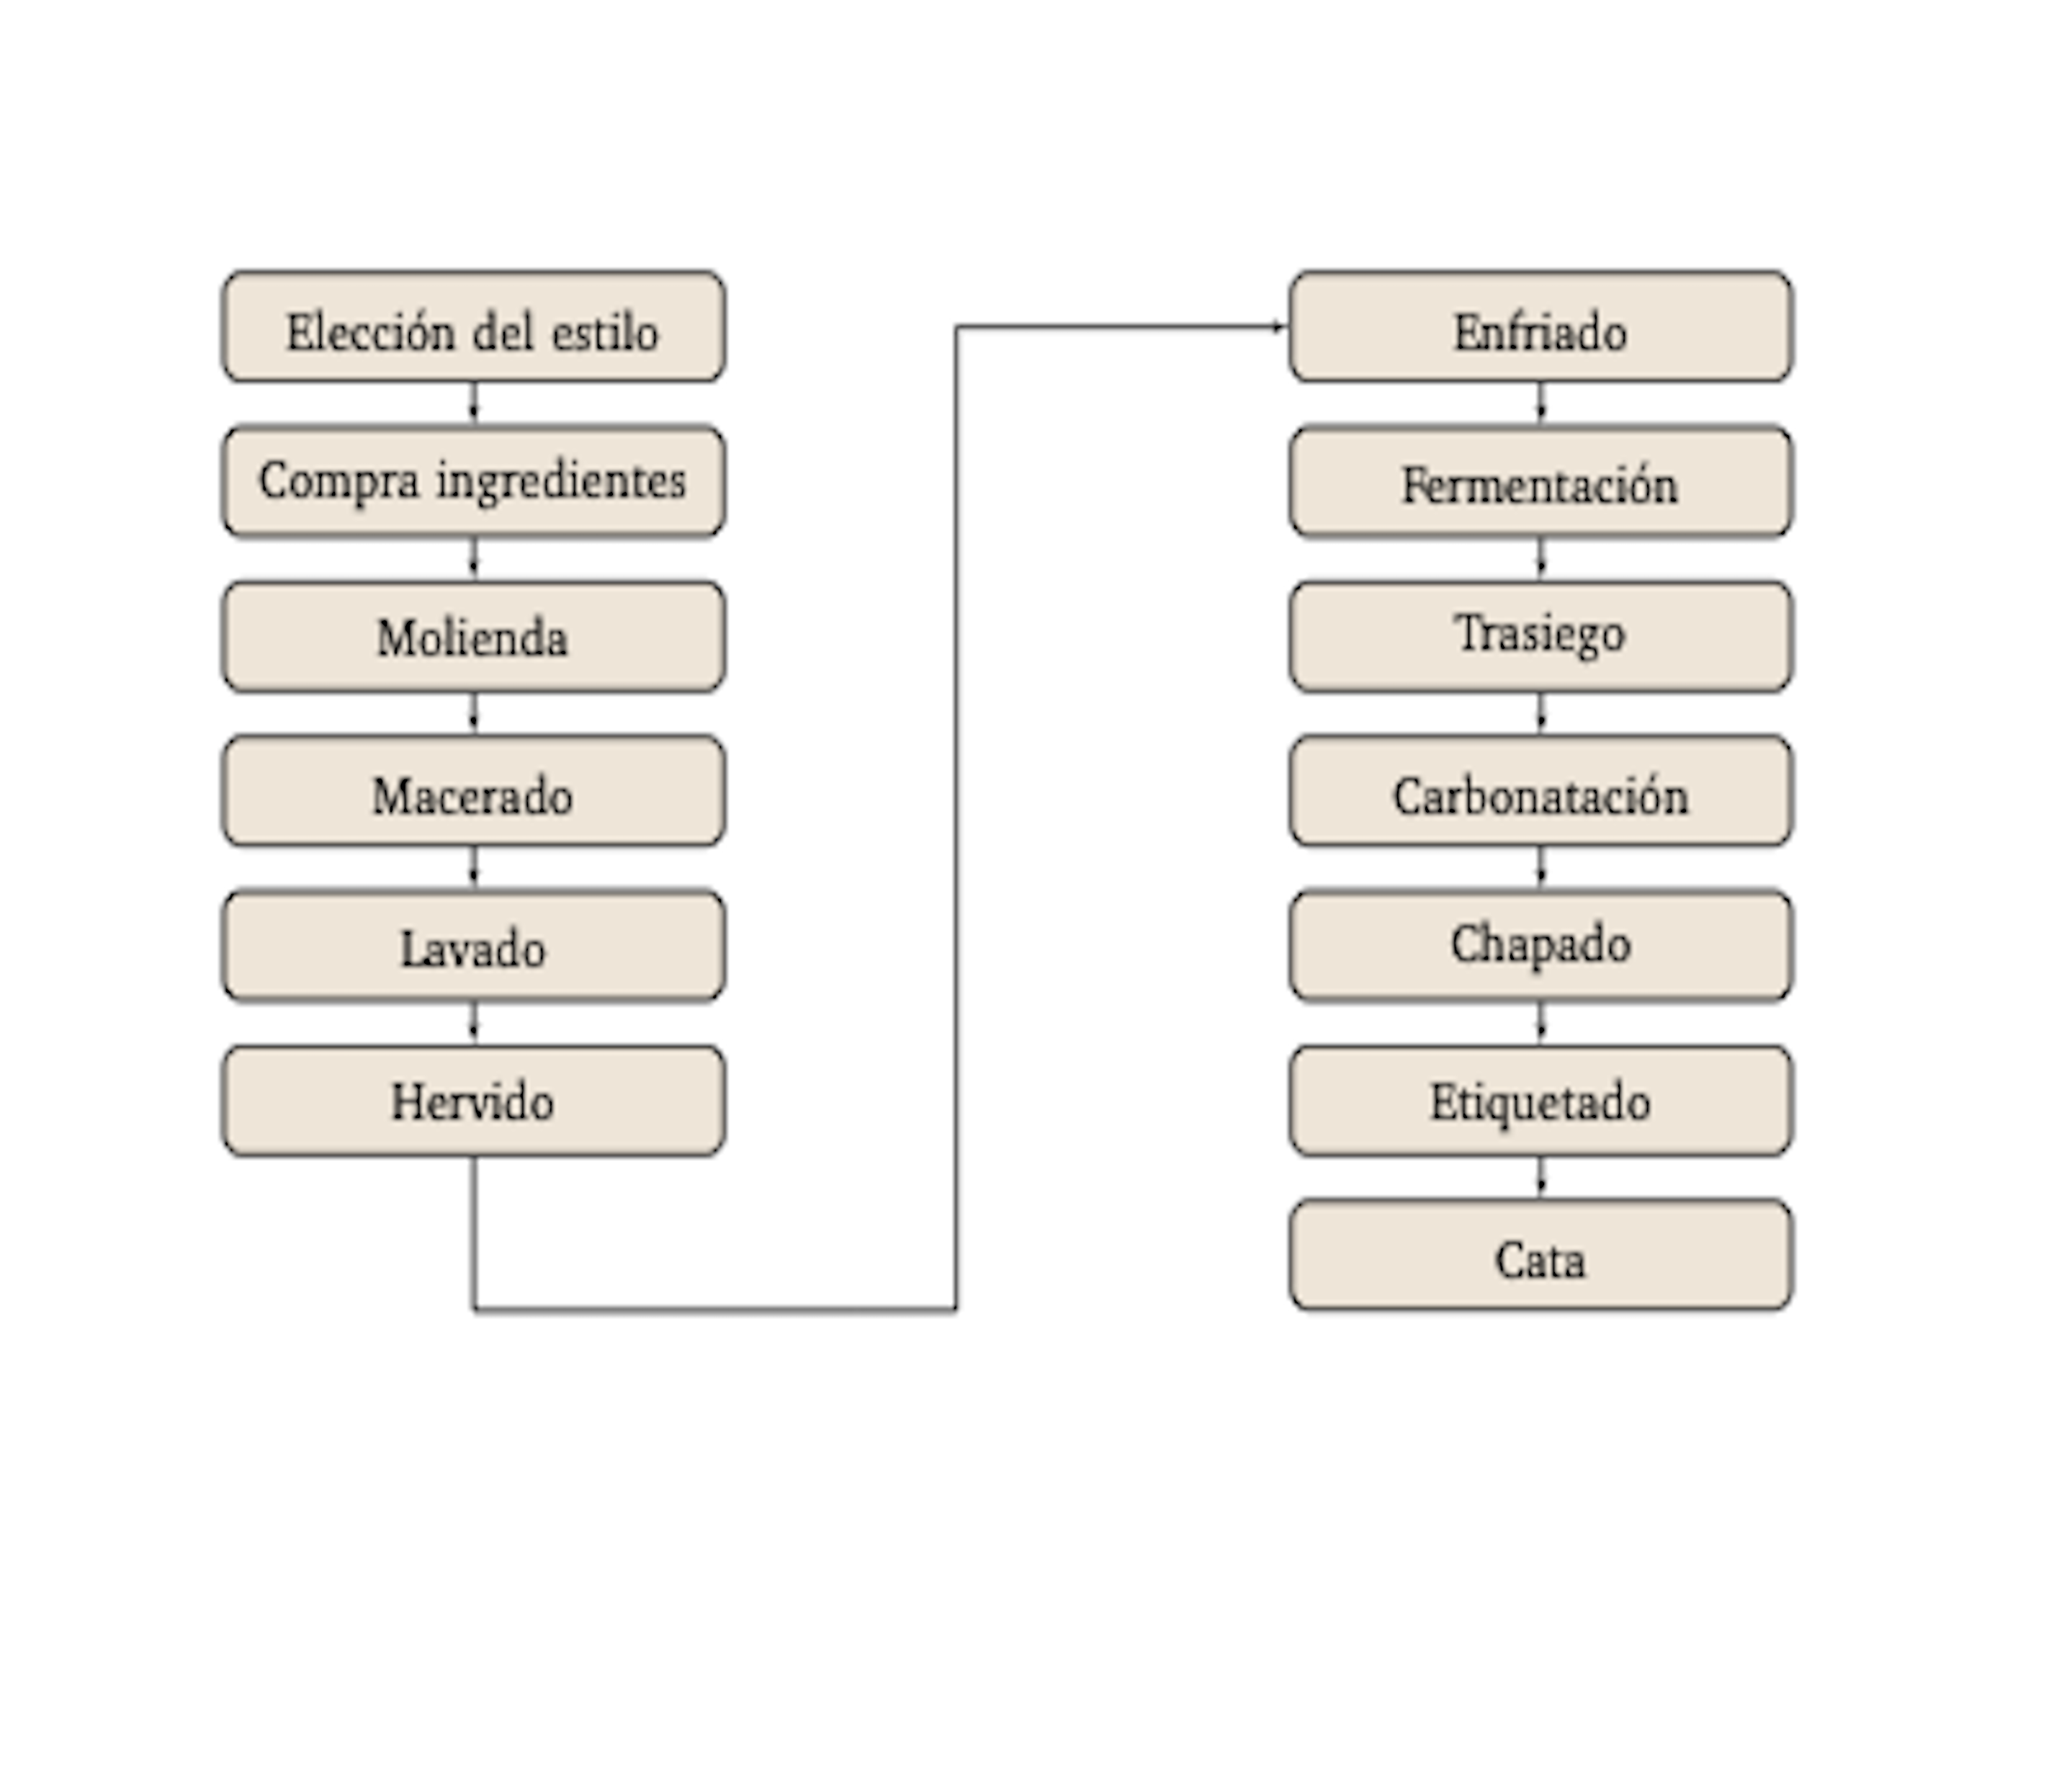 Elección del estilo
Compra ingredientes
Molienda
Macerado
Lavado
Hervido
Enfriado
Fermentación
Trasiego
Carbonatación
Chapado
Etiquetado
Cata